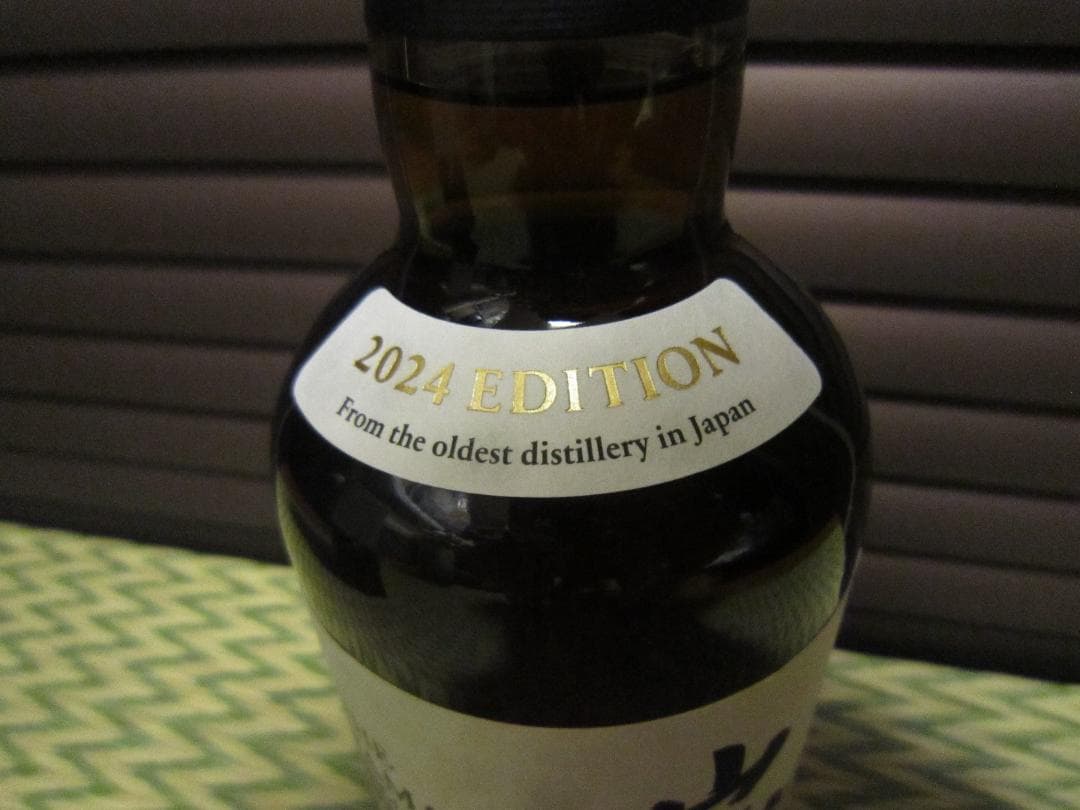 2024 EDITION
From the oldest distillery in Japan